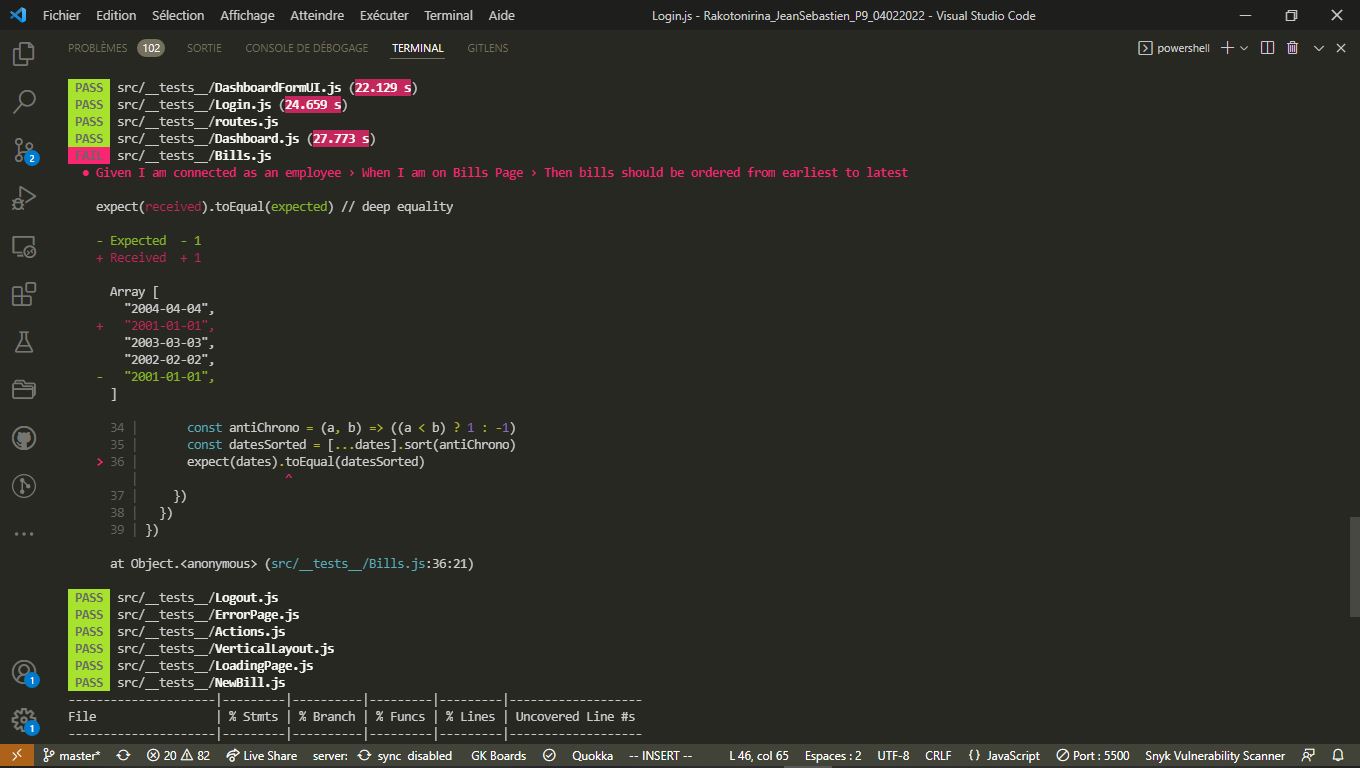 Fichier Edition Sélection Affichage Atteindre Exécuter Terminal Aide Login.js - Rakotonirina_JeanSebastien_P9_04022022 - Visual Studio Code
PROBLÈMES 102 SORTIE CONSOLE DE DÉBOGAGE TERMINAL GITLENS powershell
PASS src/__tests__/DashboardFormUI.js (22.129 s)
PASS src/__tests__/Login.js (24.659 s)
PASS src/__tests__/routes.js
PASS src/__tests__/Dashboard.js (27.773 s)
FAIL src/__tests__/Bills.js
● Given I am connected as an employee › When I am on Bills Page › Then bills should be ordered from earliest to latest
expect(received).toEqual(expected) // deep equality
- Expected - 1
+ Received + 1
Array [
"2004-04-04",
+ "2001-01-01",
"2003-03-03",
"2002-02-02",
- "2001-01-01",
]
34 | const antiChrono = (a, b) => ((a < b) ? 1 : -1)
35 | const datesSorted = [...dates].sort(antiChrono)
> 36 | expect(dates).toEqual(datesSorted)
| ^
37 | })
38 | })
39 | })
at Object.<anonymous> (src/__tests__/Bills.js:36:21)
PASS src/__tests__/Logout.js
PASS src/__tests__/ErrorPage.js
PASS src/__tests__/Actions.js
PASS src/__tests__/VerticalLayout.js
PASS src/__tests__/LoadingPage.js
PASS src/__tests__/NewBill.js
---------------------|---------|----------|---------|---------|-------------------
File | % Stmts | % Branch | % Funcs | % Lines | Uncovered Line #s
---------------------|---------|----------|---------|---------|-------------------
2
1
1
master* 20 82 Live Share server: sync disabled GK Boards Quokka -- INSERT -- L 46, col 65 Espaces : 2 UTF-8 CRLF JavaScript Port : 5500 Snyk Vulnerability Scanner